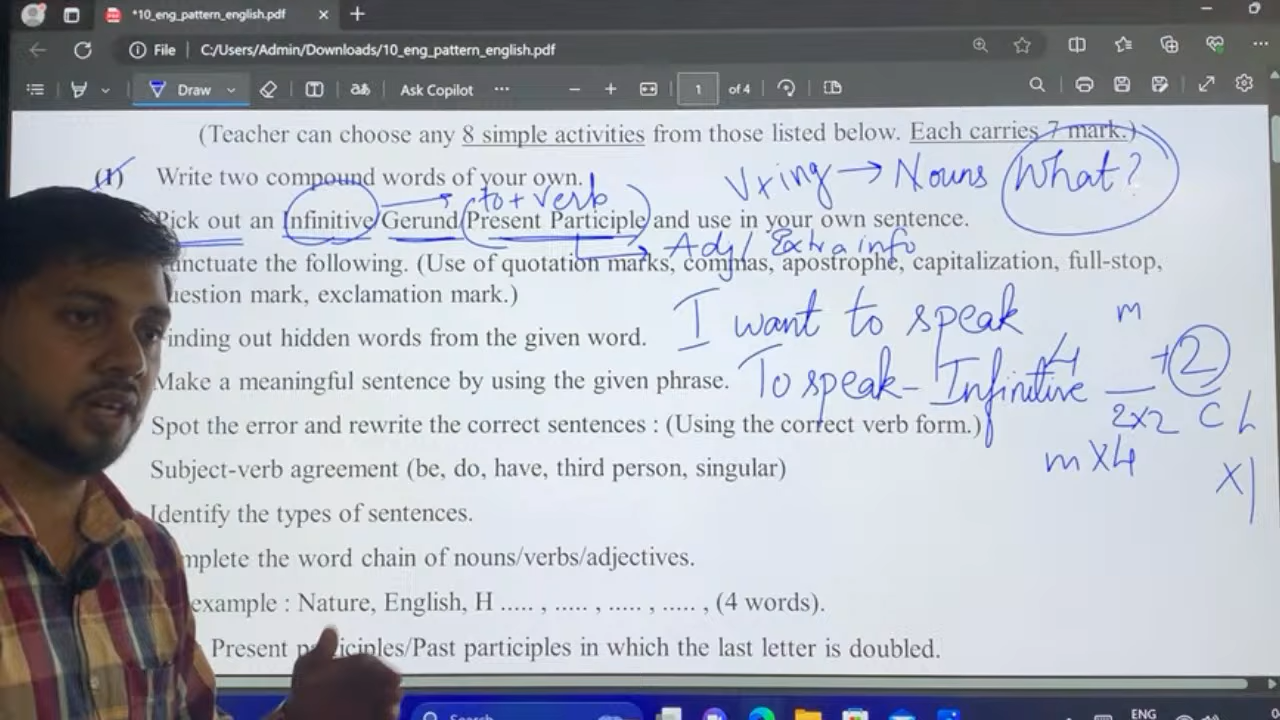 *10_eng_pattern_english.pdf
File | C:/Users/Admin/Downloads/10_eng_pattern_english.pdf
Draw
Ask Copilot
1 of 4
(Teacher can choose any 8 simple activities from those listed below. Each carries 7 mark.)
(1) Write two compound words of your own.
V+ing → Nouns What?
to + verb
Pick out an Infinitive/Gerund/Present Participle and use in your own sentence.
Adj/ Extra info
unctuate the following. (Use of quotation marks, commas, apostrophe, capitalization, full-stop,
uestion mark, exclamation mark.)
I want to speak
m
inding out hidden words from the given word.
+2
Make a meaningful sentence by using the given phrase.
To speak - Infinitive
2x2
Spot the error and rewrite the correct sentences : (Using the correct verb form.)
m x 4
Subject-verb agreement (be, do, have, third person, singular)
Identify the types of sentences.
mplete the word chain of nouns/verbs/adjectives.
example : Nature, English, H ..... , ..... , ..... , ..... , (4 words).
Present participles/Past participles in which the last letter is doubled.
Search
ENG